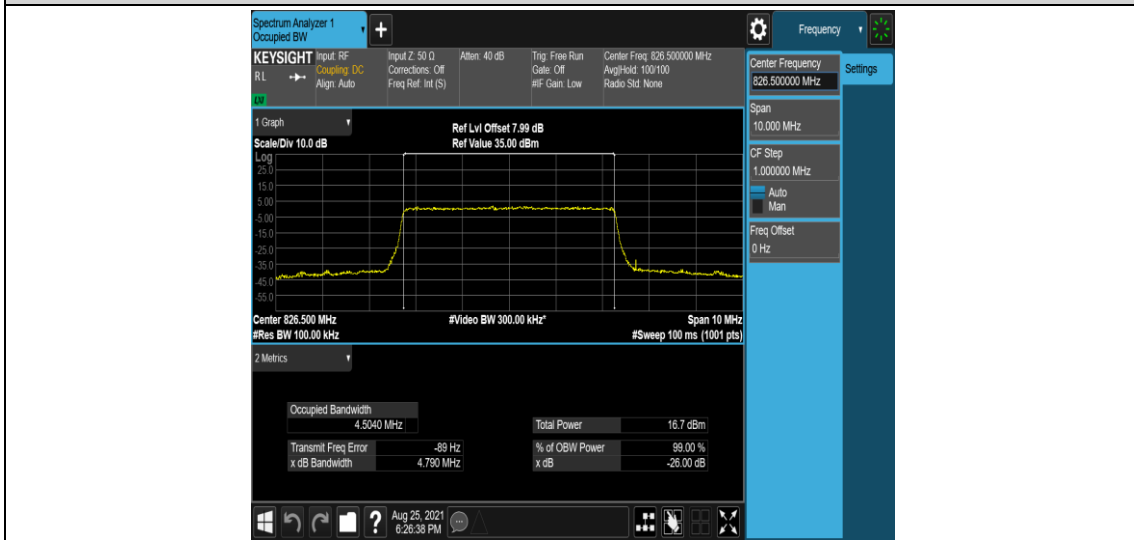 Spectrum Analyzer 1
Occupied BW
Frequency
KEYSIGHT Input: RF Input Z: 50 Ω Atten: 40 dB Trig: Free Run Center Freq: 826.500000 MHz
RL Coupling: DC Corrections: Off Gate: Off Avg|Hold: 100/100
Align: Auto Freq Ref: Int (S) #IF Gain: Low Radio Std: None
Center Frequency
826.500000 MHz
Settings
Span
10.000 MHz
CF Step
1.000000 MHz
Auto
Man
Freq Offset
0 Hz
1 Graph
Ref Lvl Offset 7.99 dB
Scale/Div 10.0 dB Ref Value 35.00 dBm
Log
25.0
15.0
5.00
-5.00
-15.0
-25.0
-35.0
-45.0
-55.0
Center 826.500 MHz #Video BW 300.00 kHz* Span 10 MHz
#Res BW 100.00 kHz #Sweep 100 ms (1001 pts)
2 Metrics
Occupied Bandwidth
4.5040 MHz
Total Power 16.7 dBm
Transmit Freq Error -89 Hz % of OBW Power 99.00 %
x dB Bandwidth 4.790 MHz x dB -26.00 dB
Aug 25, 2021
6:26:38 PM